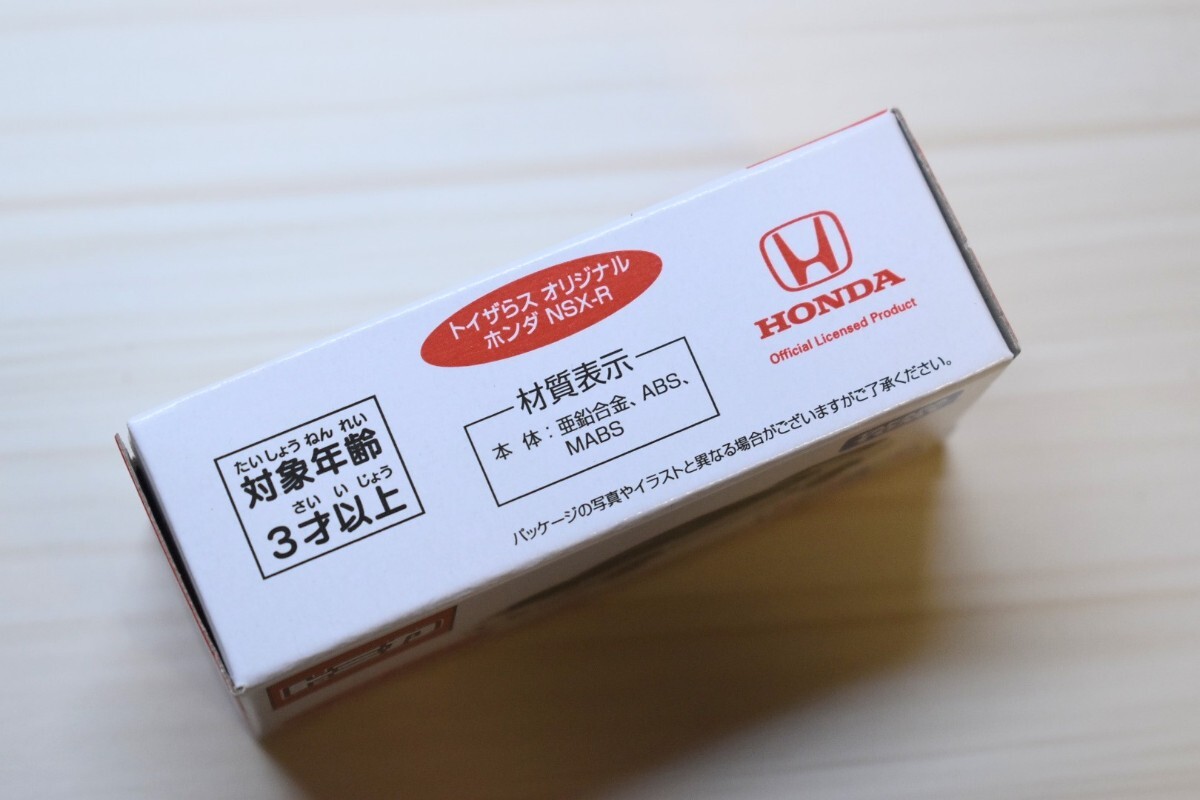 トイザらス オリジナル
ホンダ NSX-R
HONDA
Official Licensed Product
たいしょうねんれい
対象年齢
さい いじょう
3才以上
材質表示
本体:亜鉛合金、ABS、
MABS
パッケージの写真やイラストと異なる場合がございますがご了承ください。
トミカ